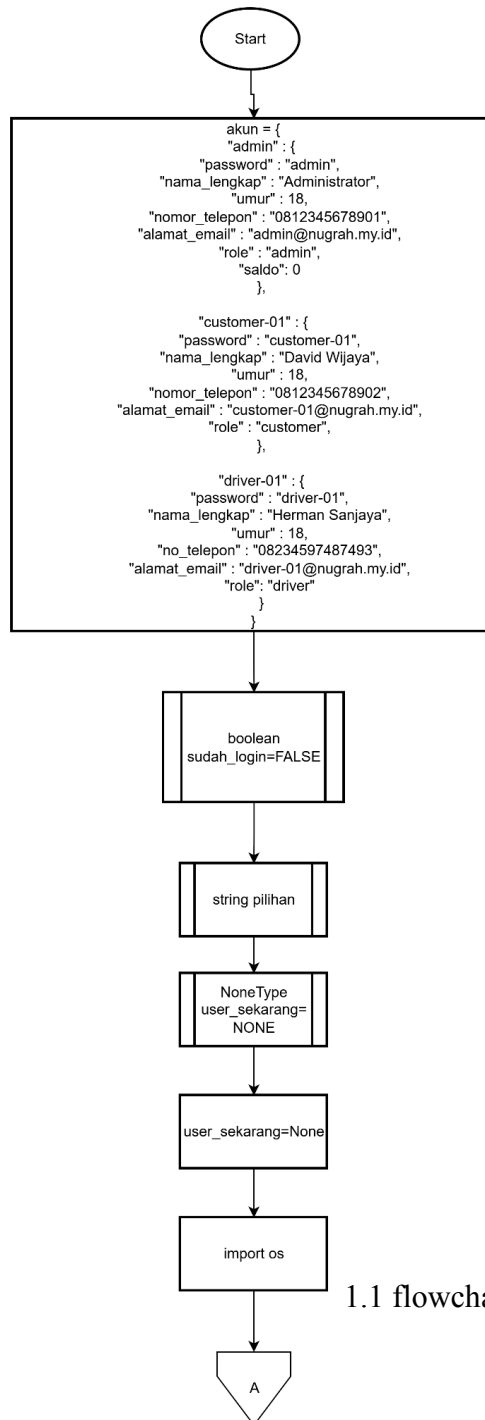 Start
akun = {
"admin" : {
"password" : "admin",
"nama_lengkap" : "Administrator",
"umur" : 18,
"nomor_telepon" : "0812345678901",
"alamat_email" : "admin@nugrah.my.id",
"role" : "admin",
"saldo": 0
},
"customer-01" : {
"password" : "customer-01",
"nama_lengkap" : "David Wijaya",
"umur" : 18,
"nomor_telepon" : "0812345678902",
"alamat_email" : "customer-01@nugrah.my.id",
"role" : "customer",
},
"driver-01" : {
"password" : "driver-01",
"nama_lengkap" : "Herman Sanjaya",
"umur" : 18,
"no_telepon" : "08234597487493",
"alamat_email" : "driver-01@nugrah.my.id",
"role": "driver"
}
}
boolean
sudah_login=FALSE
string pilihan
NoneType
user_sekarang=
NONE
user_sekarang=None
import os
1.1 flowcha
A